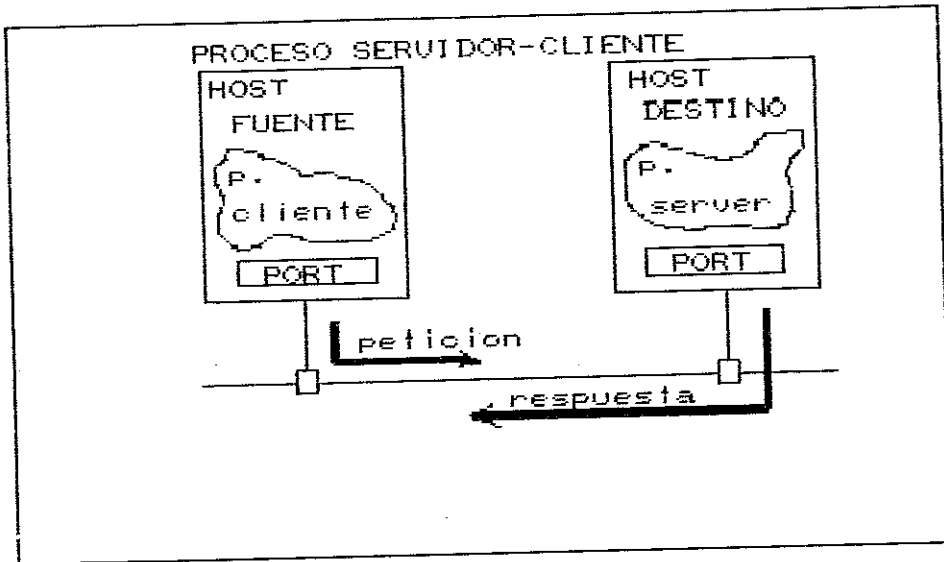 PROCESO SERVIDOR-CLIENTE
HOST
FUENTE
P.
cliente
PORT
HOST
DESTINO
P.
server
PORT
peticion
respuesta